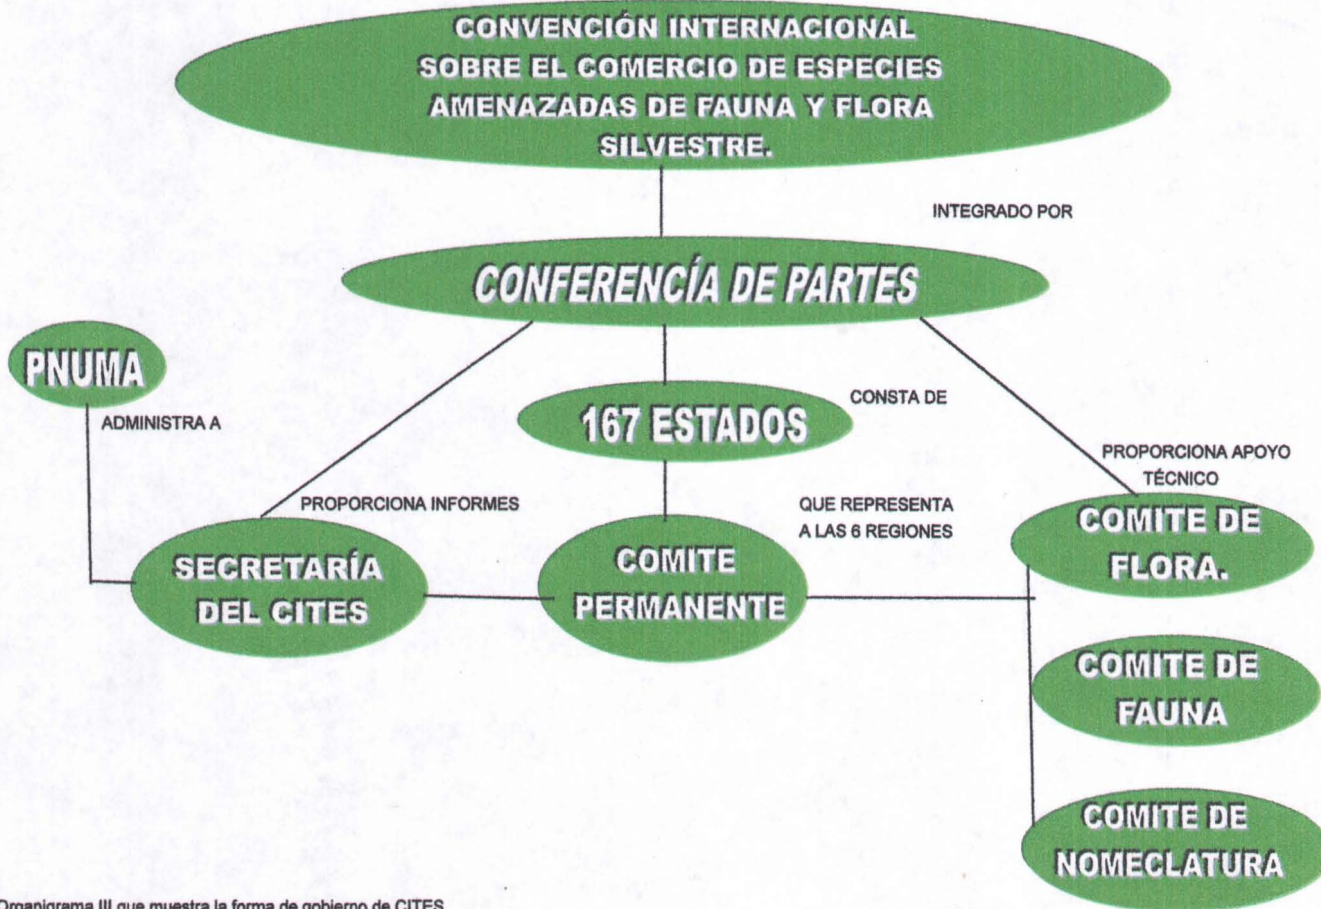 CONVENCIÓN INTERNACIONAL
SOBRE EL COMERCIO DE ESPECIES
AMENAZADAS DE FAUNA Y FLORA
SILVESTRE.
INTEGRADO POR
CONFERENCÍA DE PARTES
PNUMA
ADMINISTRA A
167 ESTADOS
CONSTA DE
PROPORCIONA INFORMES
QUE REPRESENTA
A LAS 6 REGIONES
PROPORCIONA APOYO
TÉCNICO
SECRETARÍA
DEL CITES
COMITE
PERMANENTE
COMITE DE
FLORA.
COMITE DE
FAUNA
COMITE DE
NOMECLATURA
Organigrama III que muestra la forma de gobierno de CITES